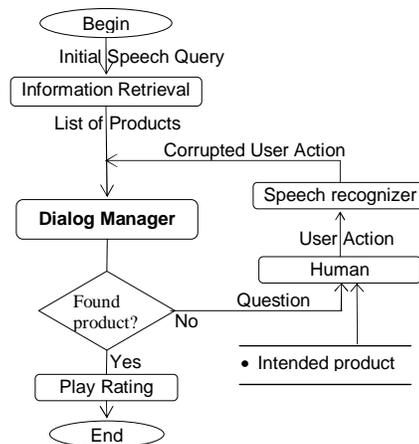 Begin
Initial Speech Query
Information Retrieval
List of Products
Corrupted User Action
Speech recognizer
Dialog Manager
User Action
Human
Found
product?
Question
No
Yes
• Intended product
Play Rating
End